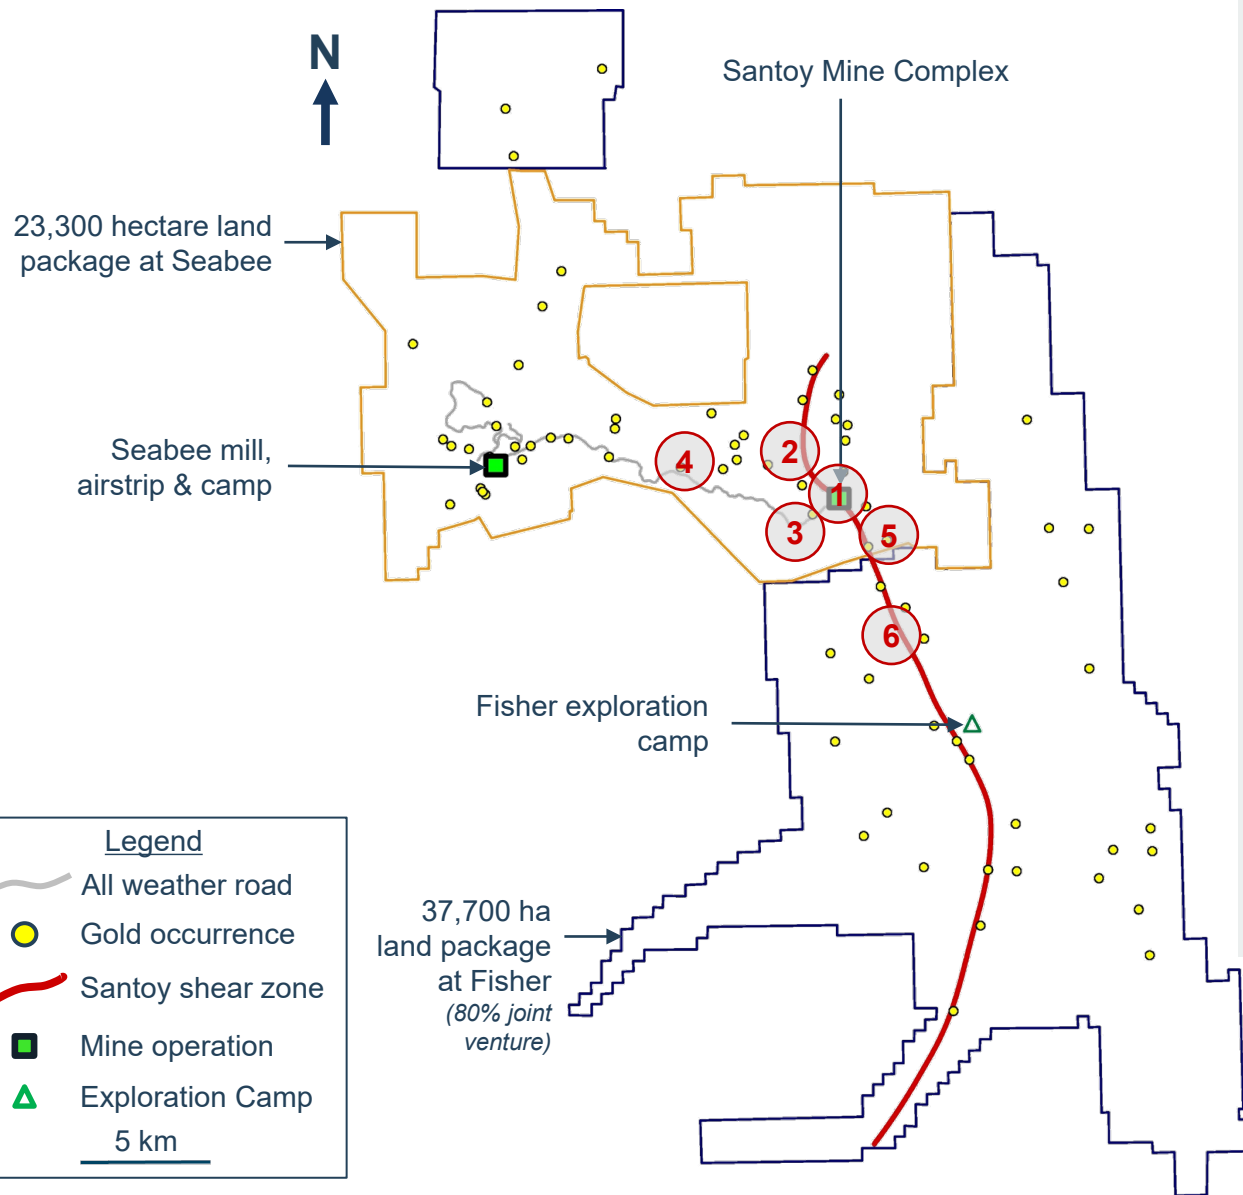 N
Santoy Mine Complex
23,300 hectare land
package at Seabee
Seabee mill,
airstrip & camp
4
2
1
3
5
6
Fisher exploration
camp
37,700 ha
land package
at Fisher
(80% joint
venture)
Legend
All weather road
Gold occurrence
Santoy shear zone
Mine operation
Exploration Camp
5 km